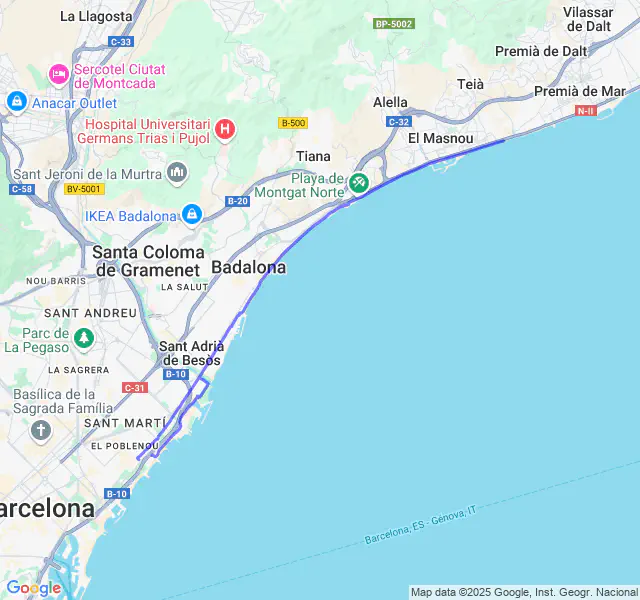 La Llagosta
BP-5002
Vilassar
de Dalt
C-33
Premià de Dalt
Sercotel Ciutat
de Montcada
Teià
Anacar Outlet
Premià de Mar
Alella
N-II
Hospital Universitari
Germans Trias i Pujol
B-500
C-32
El Masnou
Tiana
Sant Jeroni de la Murtra
Playa de
Montgat Norte
C-58
BV-5001
B-20
IKEA Badalona
Santa Coloma
de Gramenet
Badalona
NOU BARRIS
LA SALUT
SANT ANDREU
Parc de
La Pegaso
Sant Adrià
de Besòs
LA SAGRERA
B-10
C-31
Basílica de la
Sagrada Família
SANT MARTÍ
EL POBLENOU
B-10
arcelona
Barcelona, ES - Génova, IT
Google
Map data ©2025 Google, Inst. Geogr. Nacional